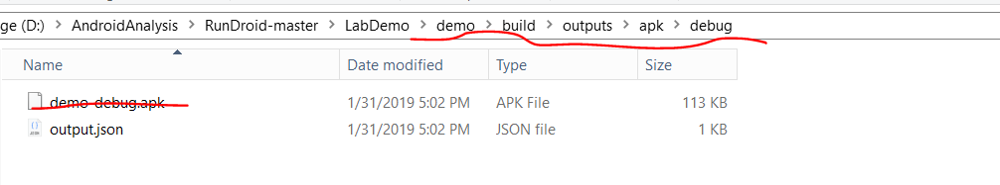 ge (D:) > AndroidAnalysis > RunDroid-master > LabDemo > demo > build > outputs > apk > debug
Name Date modified Type Size
demo-debug.apk 1/31/2019 5:02 PM APK File 113 KB
output.json 1/31/2019 5:02 PM JSON file 1 KB